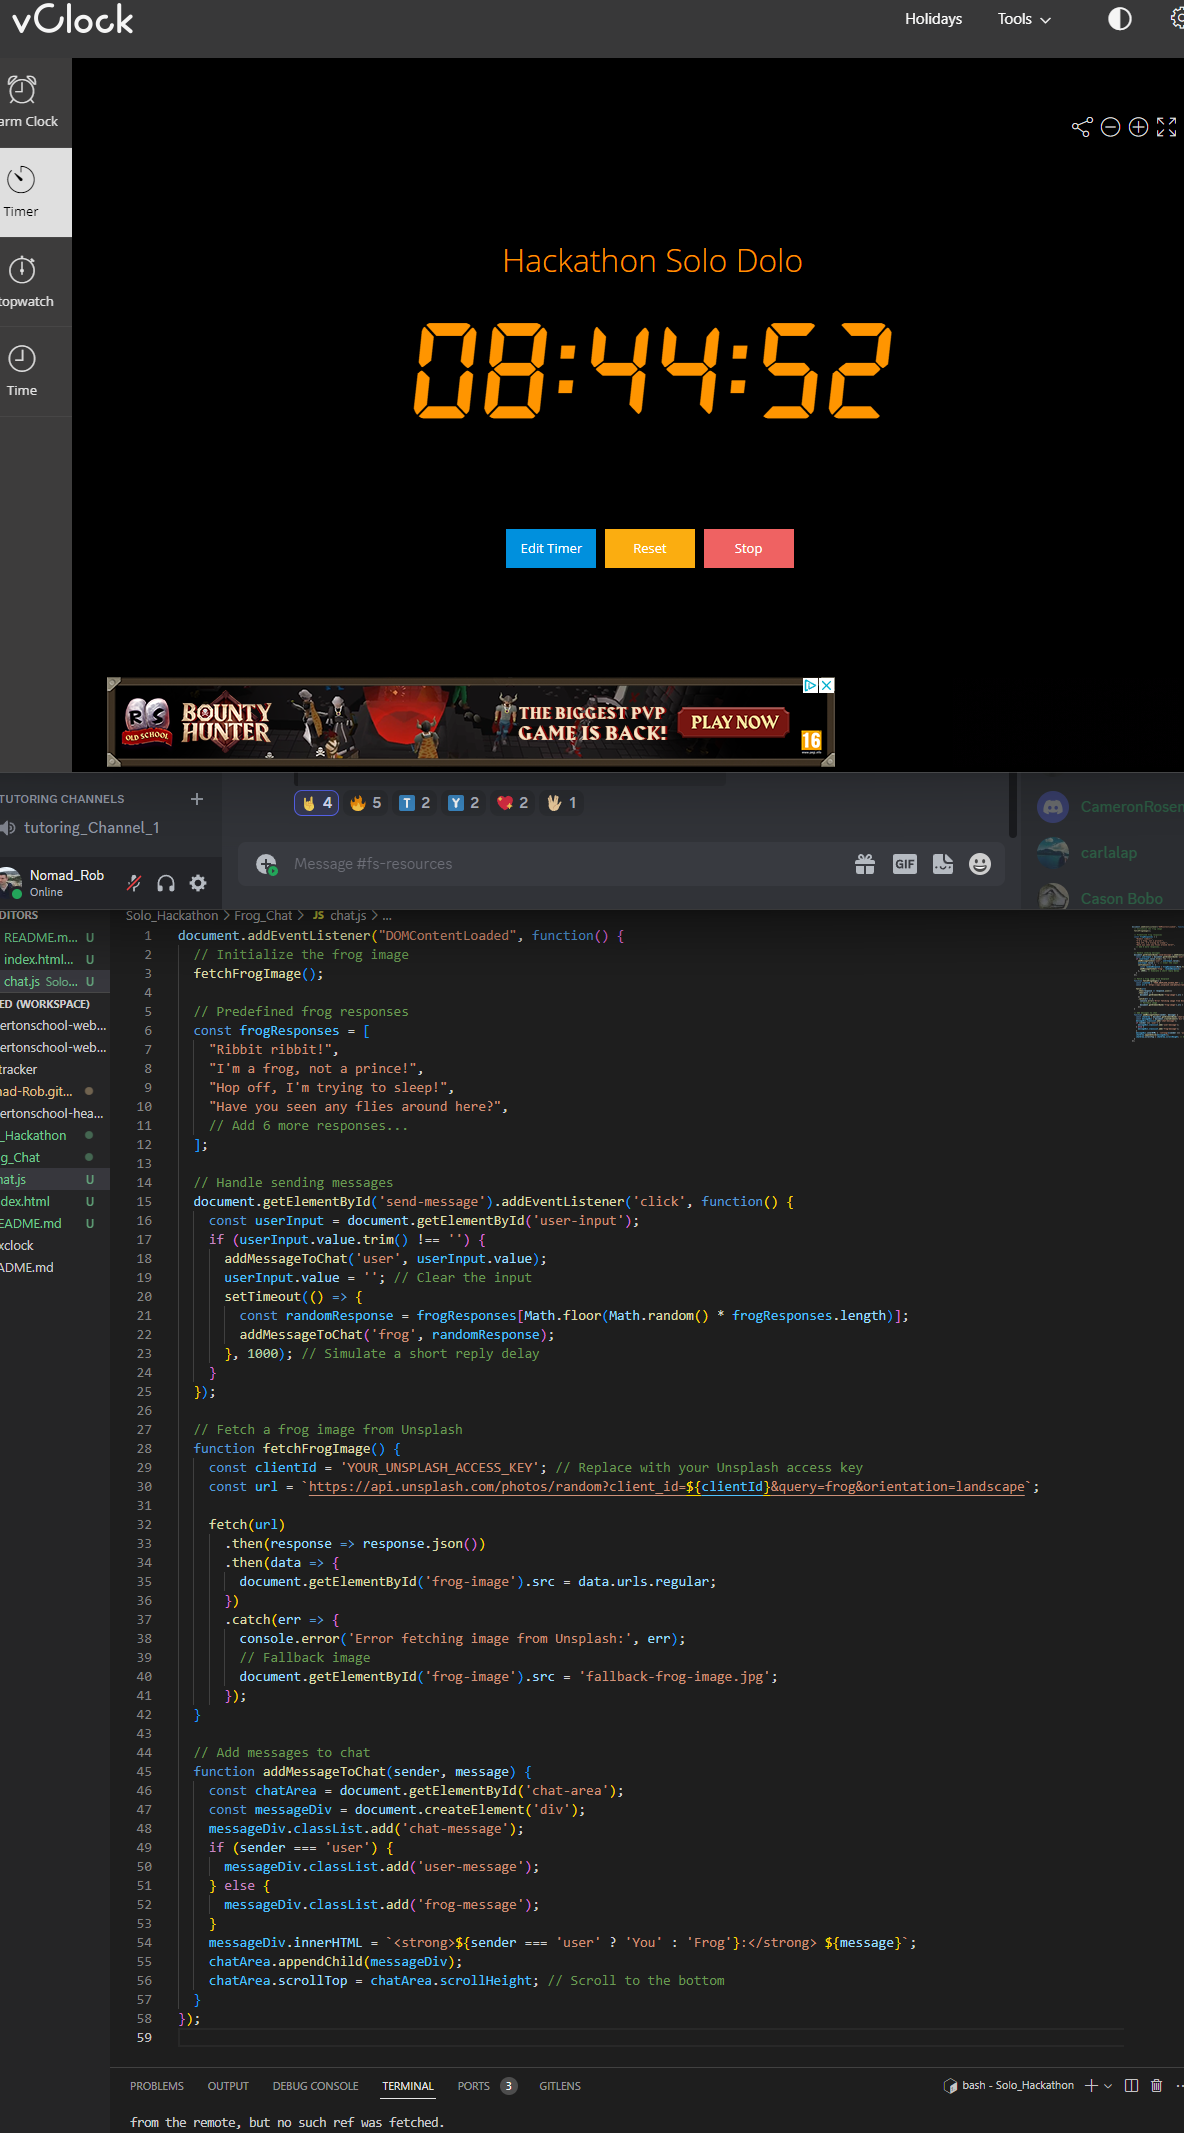 vClock
Holidays
Tools
arm Clock
Timer
topwatch
Time
Hackathon Solo Dolo
08:44:52
Edit Timer
Reset
Stop
RS
OLD SCHOOL
BOUNTY
HUNTER
THE BIGGEST PVP
GAME IS BACK!
PLAY NOW
16
TUTORING CHANNELS
tutoring_Channel_1
4
5
T 2
Y 2
2
1
Message #fs-resources
GIF
CameronRosen
carlalap
Cason Bobo
Nomad_Rob
Online
DITORS
README.m... U
index.html... U
chat.js Solo... U
ED (WORKSPACE)
ertonschool-web...
ertonschool-web...
tracker
nad-Rob.git...
ertonschool-hea...
_Hackathon
g_Chat
hat.js U
dex.html U
EADME.md U
xclock
ADME.md
Solo_Hackathon > Frog_Chat > JS chat.js > ...
1 document.addEventListener("DOMContentLoaded", function() {
2 // Initialize the frog image
3 fetchFrogImage();
4
5 // Predefined frog responses
6 const frogResponses = [
7 "Ribbit ribbit!",
8 "I'm a frog, not a prince!",
9 "Hop off, I'm trying to sleep!",
10 "Have you seen any flies around here?",
11 // Add 6 more responses...
12 ];
13
14 // Handle sending messages
15 document.getElementById('send-message').addEventListener('click', function() {
16 const userInput = document.getElementById('user-input');
17 if (userInput.value.trim() !== '') {
18 addMessageToChat('user', userInput.value);
19 userInput.value = ''; // Clear the input
20 setTimeout(() => {
21 const randomResponse = frogResponses[Math.floor(Math.random() * frogResponses.length)];
22 addMessageToChat('frog', randomResponse);
23 }, 1000); // Simulate a short reply delay
24 }
25 });
26
27 // Fetch a frog image from Unsplash
28 function fetchFrogImage() {
29 const clientId = 'YOUR_UNSPLASH_ACCESS_KEY'; // Replace with your Unsplash access key
30 const url = `https://api.unsplash.com/photos/random?client_id=${clientId}&query=frog&orientation=landscape`;
31
32 fetch(url)
33 .then(response => response.json())
34 .then(data => {
35 document.getElementById('frog-image').src = data.urls.regular;
36 })
37 .catch(err => {
38 console.error('Error fetching image from Unsplash:', err);
39 // Fallback image
40 document.getElementById('frog-image').src = 'fallback-frog-image.jpg';
41 });
42 }
43
44 // Add messages to chat
45 function addMessageToChat(sender, message) {
46 const chatArea = document.getElementById('chat-area');
47 const messageDiv = document.createElement('div');
48 messageDiv.classList.add('chat-message');
49 if (sender === 'user') {
50 messageDiv.classList.add('user-message');
51 } else {
52 messageDiv.classList.add('frog-message');
53 }
54 messageDiv.innerHTML = `<strong>${sender === 'user' ? 'You' : 'Frog'}:</strong> ${message}`;
55 chatArea.appendChild(messageDiv);
56 chatArea.scrollTop = chatArea.scrollHeight; // Scroll to the bottom
57 }
58 });
59
PROBLEMS OUTPUT DEBUG CONSOLE TERMINAL PORTS 3 GITLENS
bash - Solo_Hackathon
from the remote, but no such ref was fetched.